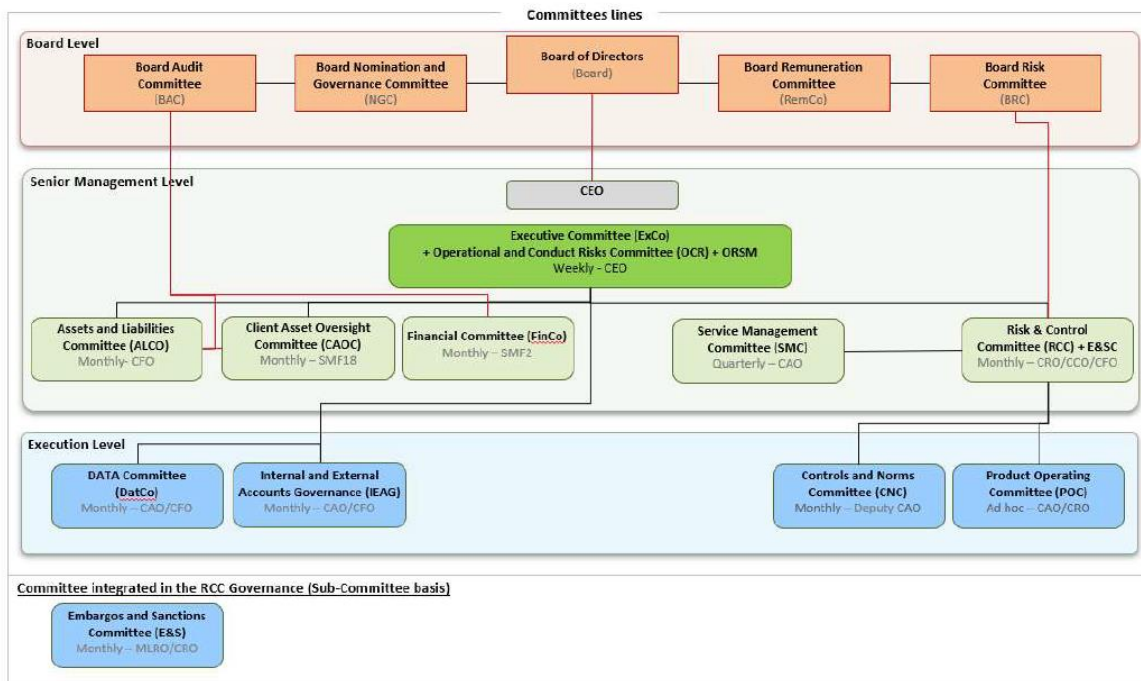 Committees lines
Board Level
Board Audit
Committee
(BAC)
Board Nomination and
Governance Committee
(NGC)
Board of Directors
(Board)
Board Remuneration
Committee
(RemCo)
Board Risk
Committee
(BRC)
Senior Management Level
CEO
Executive Committee (ExCo)
+ Operational and Conduct Risks Committee (OCR) + ORSM
Weekly - CEO
Assets and Liabilities
Committee (ALCO)
Monthly- CFO
Client Asset Oversight
Committee (CAOC)
Monthly – SMF18
Financial Committee (FinCo)
Monthly – SMF2
Service Management
Committee (SMC)
Quarterly – CAO
Risk & Control
Committee (RCC) + E&SC
Monthly – CRO/CCO/CFO
Execution Level
DATA Committee
(DatCo)
Monthly – CAO/CFO
Internal and External
Accounts Governance (IEAG)
Monthly – CAO/CFO
Controls and Norms
Committee (CNC)
Monthly – Deputy CAO
Product Operating
Committee (POC)
Ad hoc – CAO/CRO
Committee integrated in the RCC Governance (Sub-Committee basis)
Embargos and Sanctions
Committee (E&S)
Monthly – MLRO/CRO